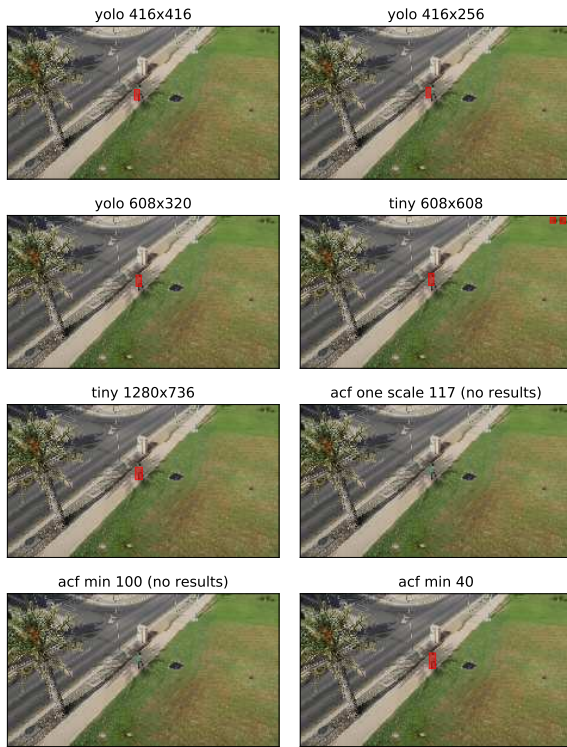 yolo 416x416
yolo 416x256
yolo 608x320
tiny 608x608
tiny 1280x736
acf one scale 117 (no results)
acf min 100 (no results)
acf min 40